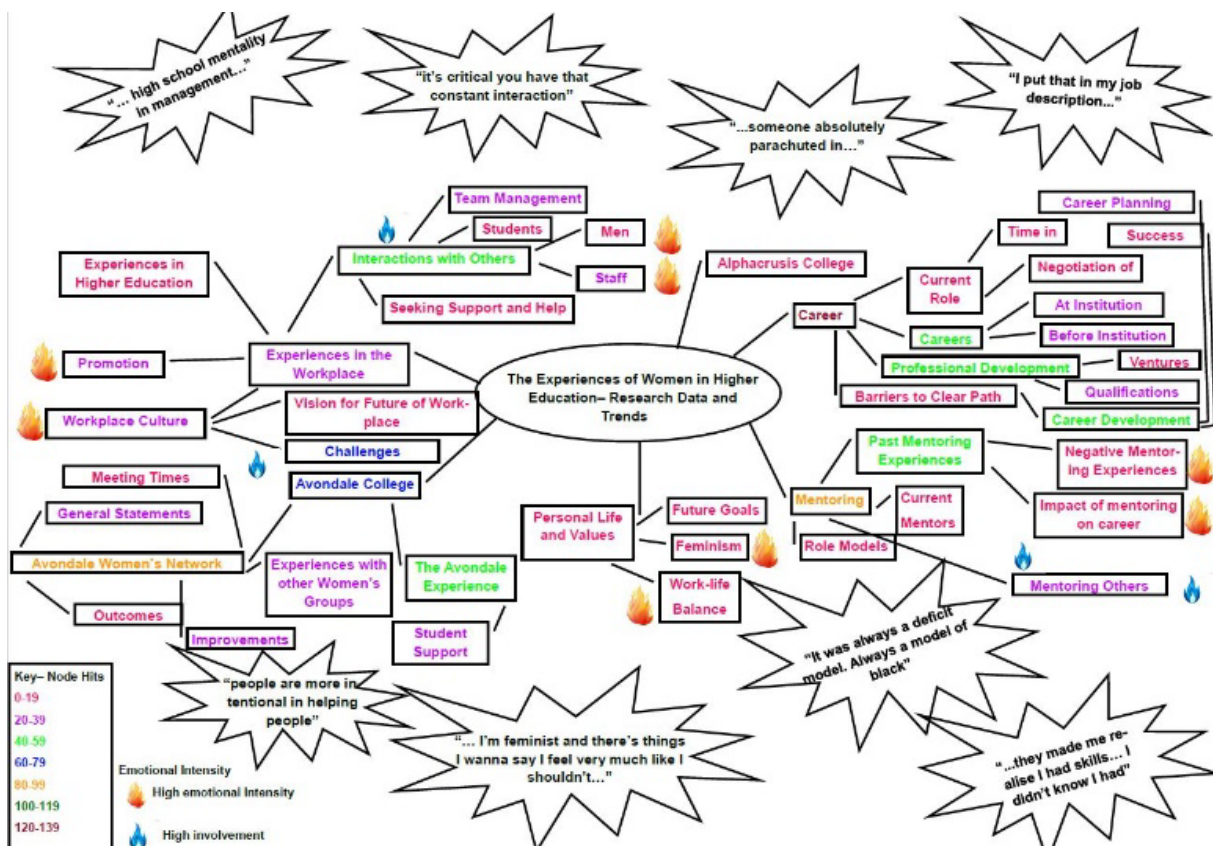 “... high school mentality
in management...”
“it’s critical you have that
constant interaction”
“...someone absolutely
parachuted in...”
“I put that in my job
description...”
Team Management
Students
Men
Interactions with Others
Staff
Seeking Support and Help
Experiences in
Higher Education
Promotion
Experiences in the
Workplace
Workplace Culture
Vision for Future of Work-
place
Challenges
Avondale College
Meeting Times
General Statements
Avondale Women’s Network
Outcomes
Improvements
Experiences with
other Women’s
Groups
The Avondale
Experience
Student
Support
The Experiences of Women in Higher
Education– Research Data and
Trends
Alphacrusis College
Career
Current
Role
Time in
Negotiation of
Career Planning
Success
Careers
At Institution
Before Institution
Professional Development
Ventures
Qualifications
Barriers to Clear Path
Career Development
Past Mentoring
Experiences
Negative Mentor-
ing Experiences
Impact of mentoring
on career
Mentoring
Current
Mentors
Role Models
Mentoring Others
Personal Life
and Values
Future Goals
Feminism
Work-life
Balance
“people are more in
tentional in helping
people”
“... I’m feminist and there’s things
I wanna say I feel very much like I
shouldn’t...”
“It was always a deficit
model. Always a model of
black”
“...they made me re-
alise I had skills... I
didn’t know I had”
Key– Node Hits
0-19
20-39
40-59
60-79
80-99
100-119
120-139
Emotional Intensity
High emotional Intensity
High involvement